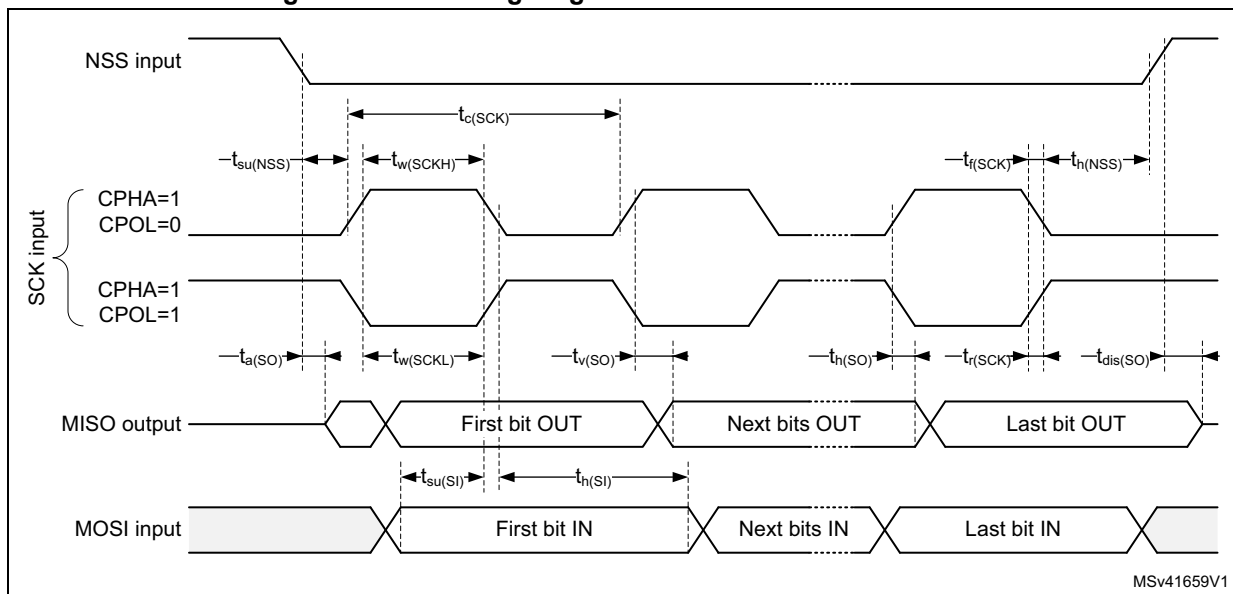 NSS input
tc(SCK)
tsu(NSS) tw(SCKH) tf(SCK) th(NSS)
SCK input
CPHA=1
CPOL=0
CPHA=1
CPOL=1
ta(SO) tw(SCKL) tv(SO) th(SO) tr(SCK) tdis(SO)
MISO output First bit OUT Next bits OUT Last bit OUT
tsu(SI) th(SI)
MOSI input First bit IN Next bits IN Last bit IN
MSv41659V1